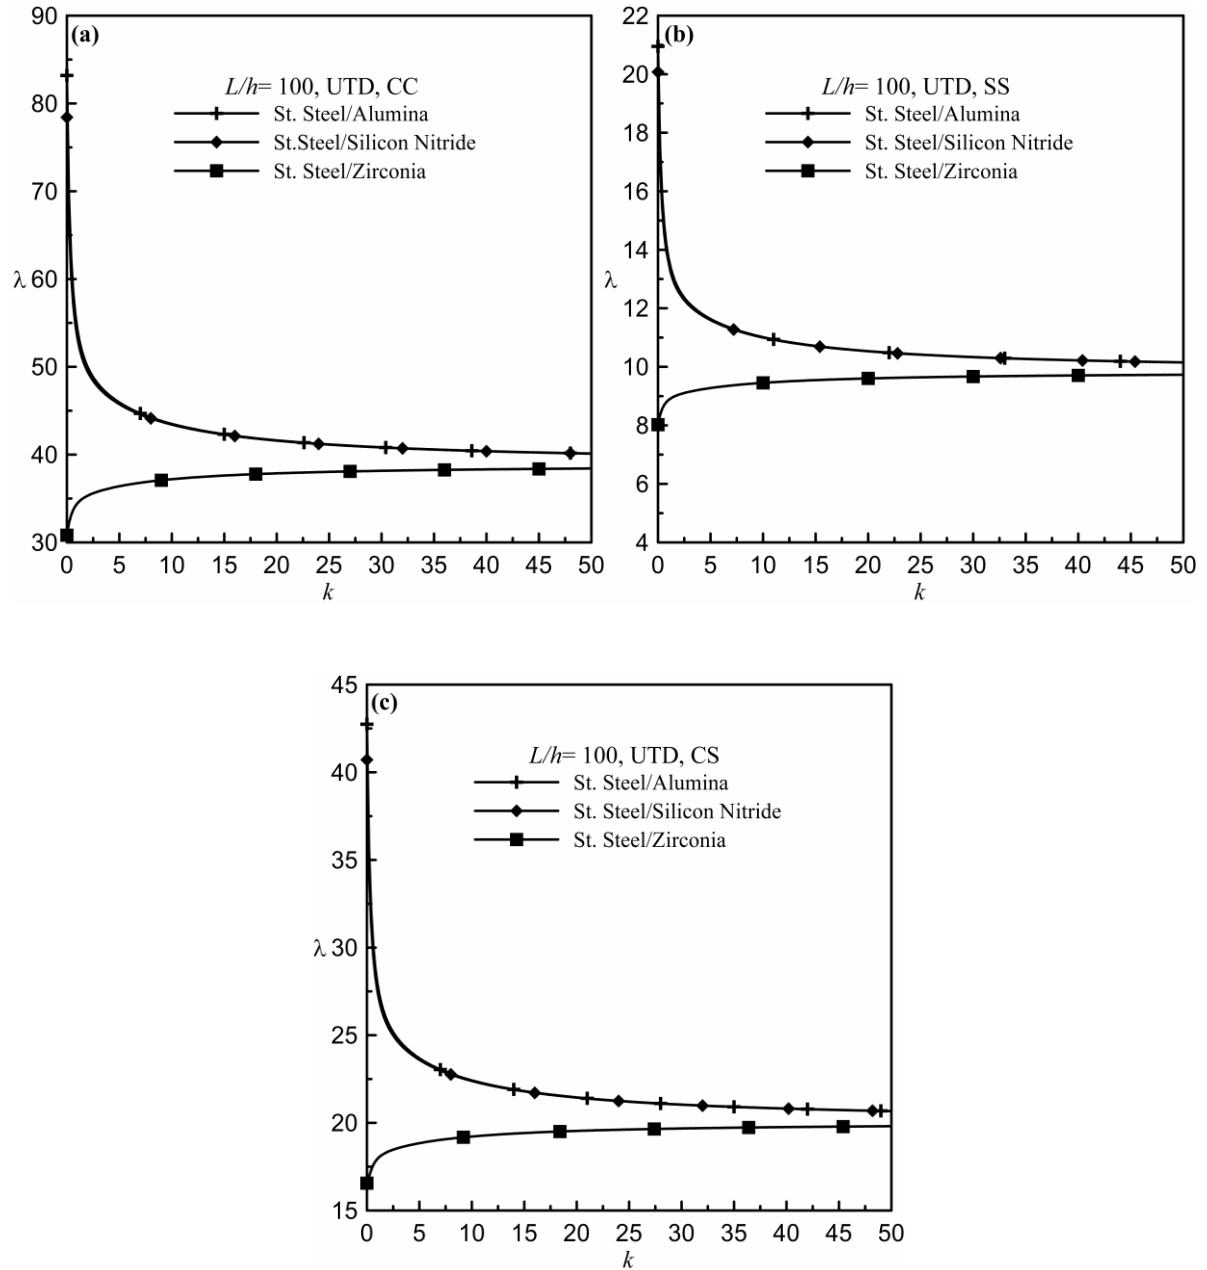 (a)
L/h= 100, UTD, CC
St. Steel/Alumina
St.Steel/Silicon Nitride
St. Steel/Zirconia
90
80
70
λ 60
50
40
30
0 5 10 15 20 25 30 35 40 45 50
k
(b)
L/h= 100, UTD, SS
St. Steel/Alumina
St. Steel/Silicon Nitride
St. Steel/Zirconia
22
20
18
16
14
λ
12
10
8
6
4
0 5 10 15 20 25 30 35 40 45 50
k
(c)
L/h= 100, UTD, CS
St. Steel/Alumina
St. Steel/Silicon Nitride
St. Steel/Zirconia
45
40
35
λ 30
25
20
15
0 5 10 15 20 25 30 35 40 45 50
k